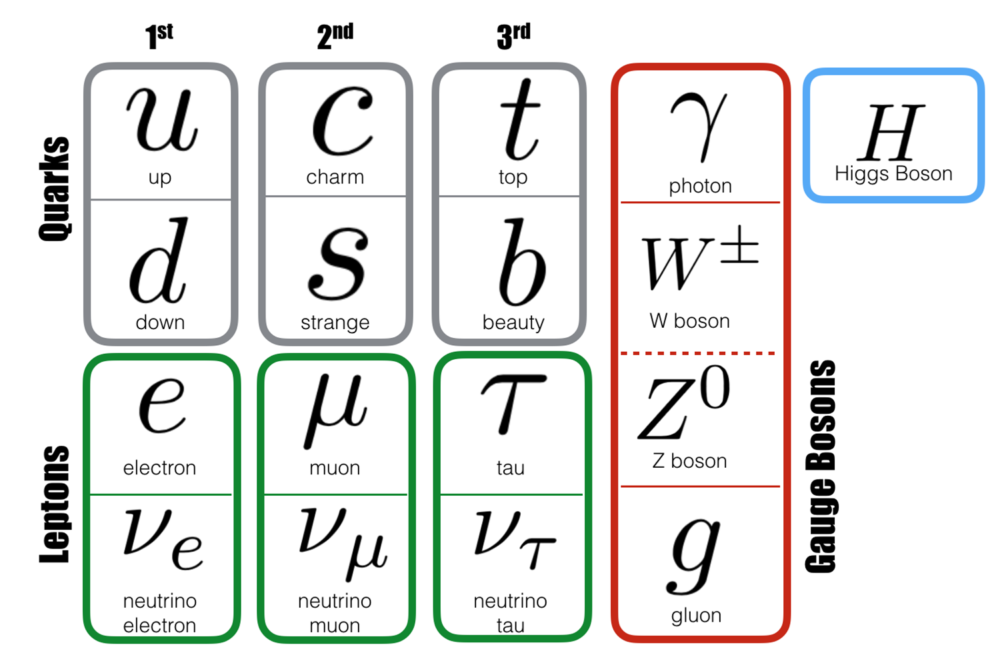 1st
2nd
3rd
Quarks
u
up
c
charm
t
top
γ
photon
H
Higgs Boson
d
down
s
strange
b
beauty
W±
W boson
Leptons
e
electron
μ
muon
τ
tau
Z0
Z boson
Gauge Bosons
νe
neutrino
electron
νμ
neutrino
muon
ντ
neutrino
tau
g
gluon